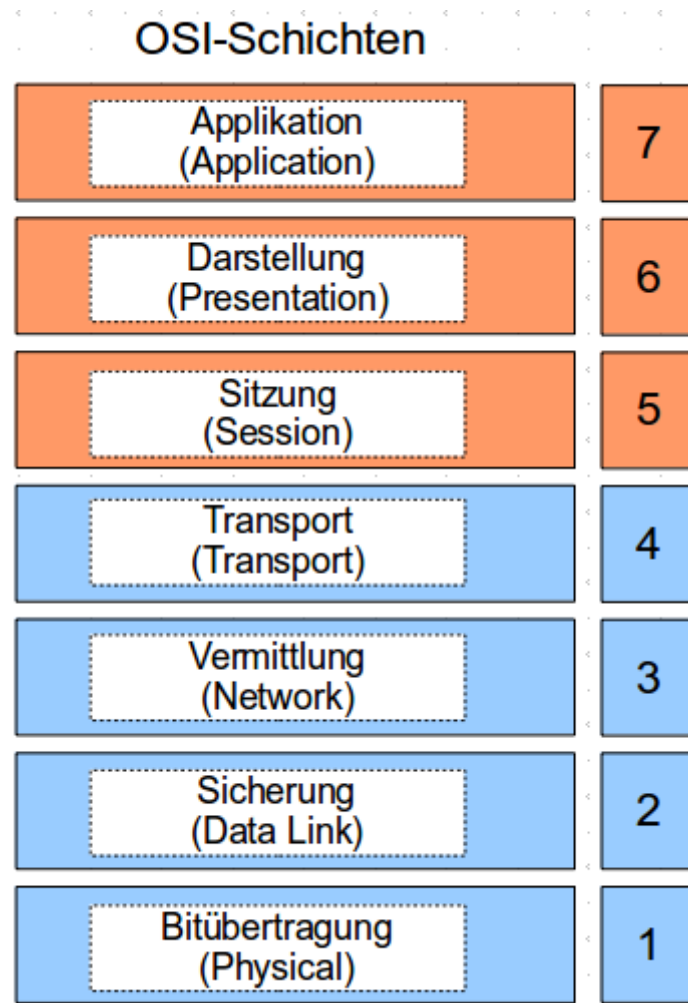 OSI-Schichten
Applikation
(Application)
7
Darstellung
(Presentation)
6
Sitzung
(Session)
5
Transport
(Transport)
4
Vermittlung
(Network)
3
Sicherung
(Data Link)
2
Bitübertragung
(Physical)
1